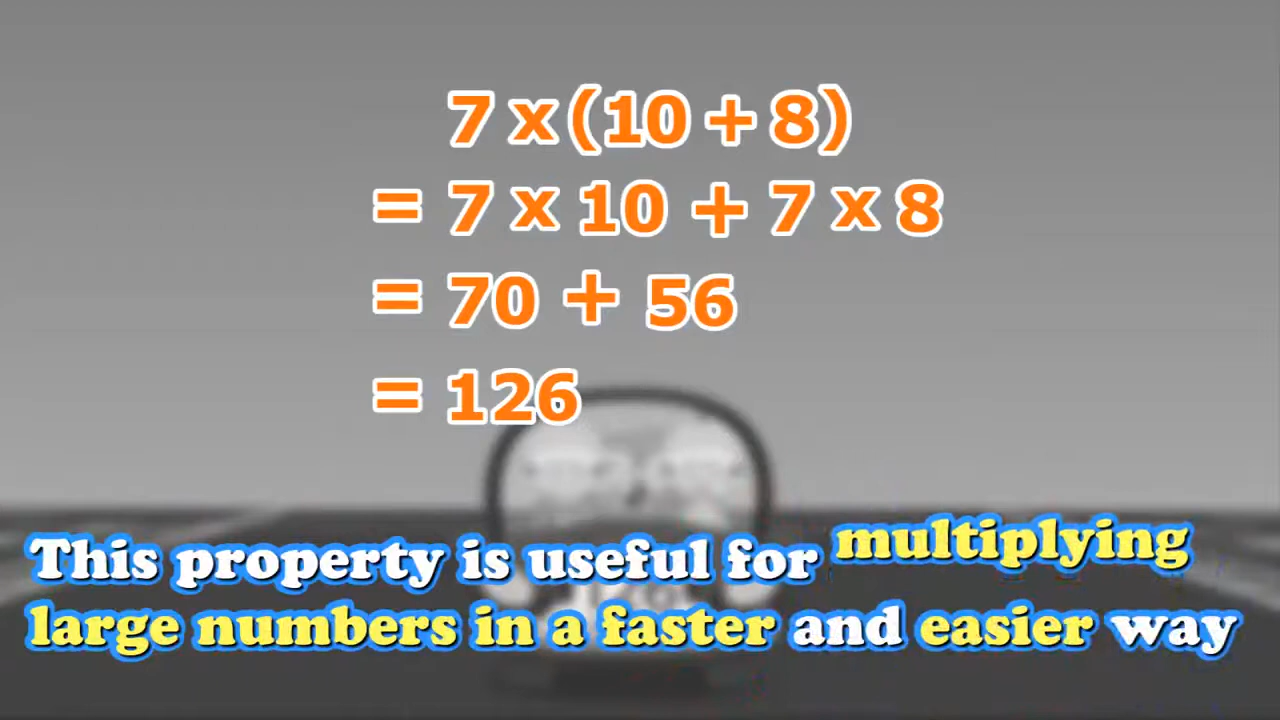 7 x (10 + 8)
= 7 x 10 + 7 x 8
= 70 + 56
= 126
This property is useful for multiplying
large numbers in a faster and easier way